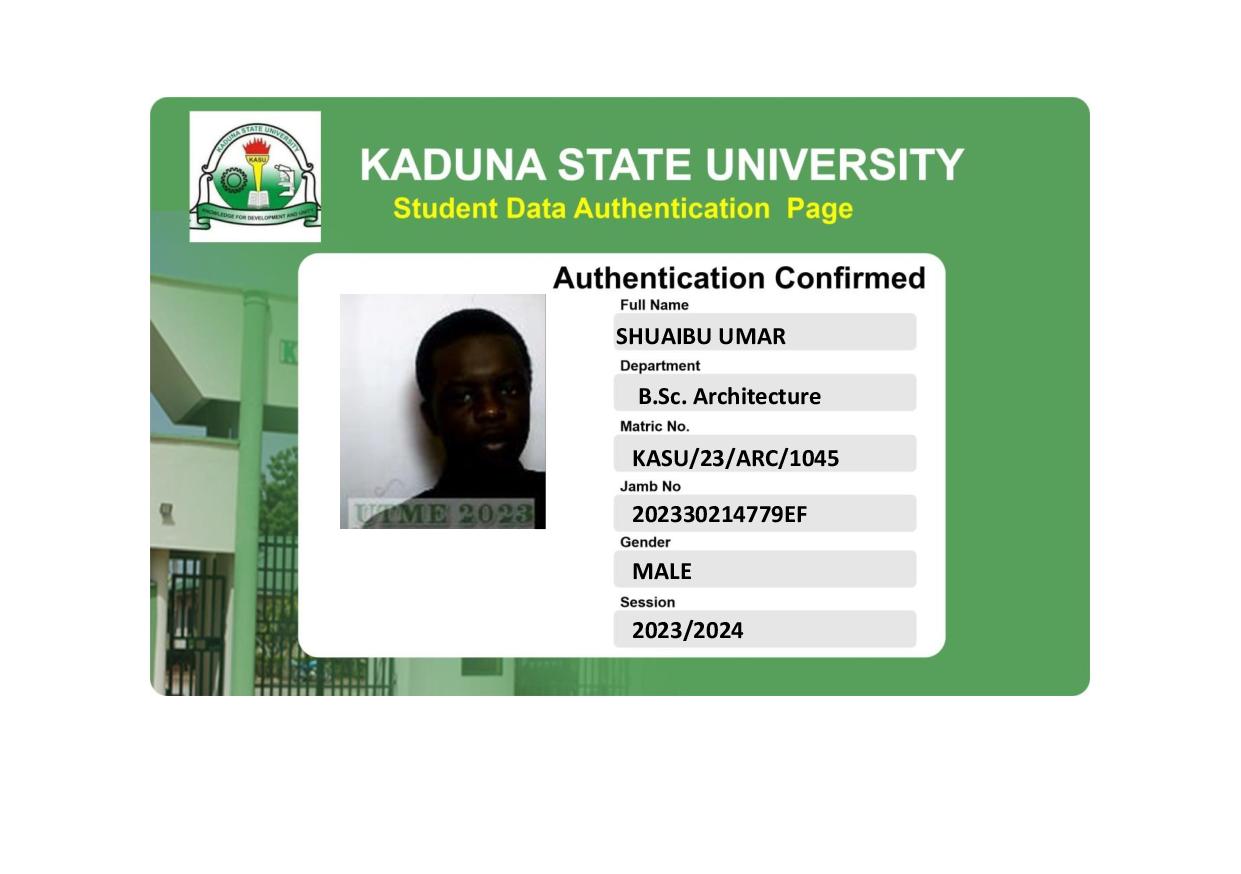 KADUNA STATE UNIVERSITY
KASU
KNOWLEDGE FOR DEVELOPMENT AND UNITY
KADUNA STATE UNIVERSITY
Student Data Authentication Page
Authentication Confirmed
Full Name
SHUAIBU UMAR
Department
B.Sc. Architecture
Matric No.
KASU/23/ARC/1045
Jamb No
202330214779EF
Gender
MALE
Session
2023/2024
UTME 2023
K